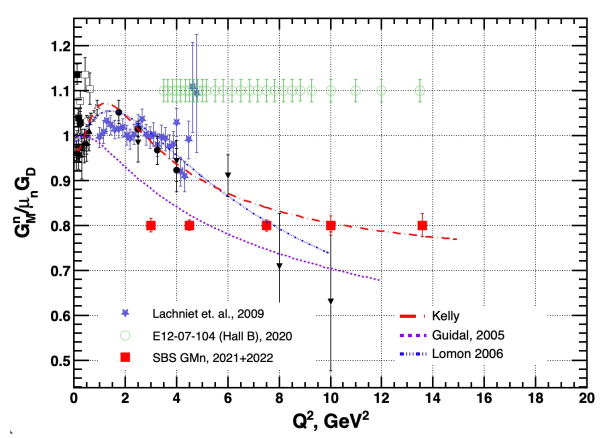 1.2
1.1
1
0.9
0.8
0.7
0.6
0.5
G_M^n/μ_n G_D
Lachniet et. al., 2009
E12-07-104 (Hall B), 2020
SBS GMn, 2021+2022
Kelly
Guidal, 2005
Lomon 2006
0 2 4 6 8 10 12 14 16 18 20
Q², GeV²